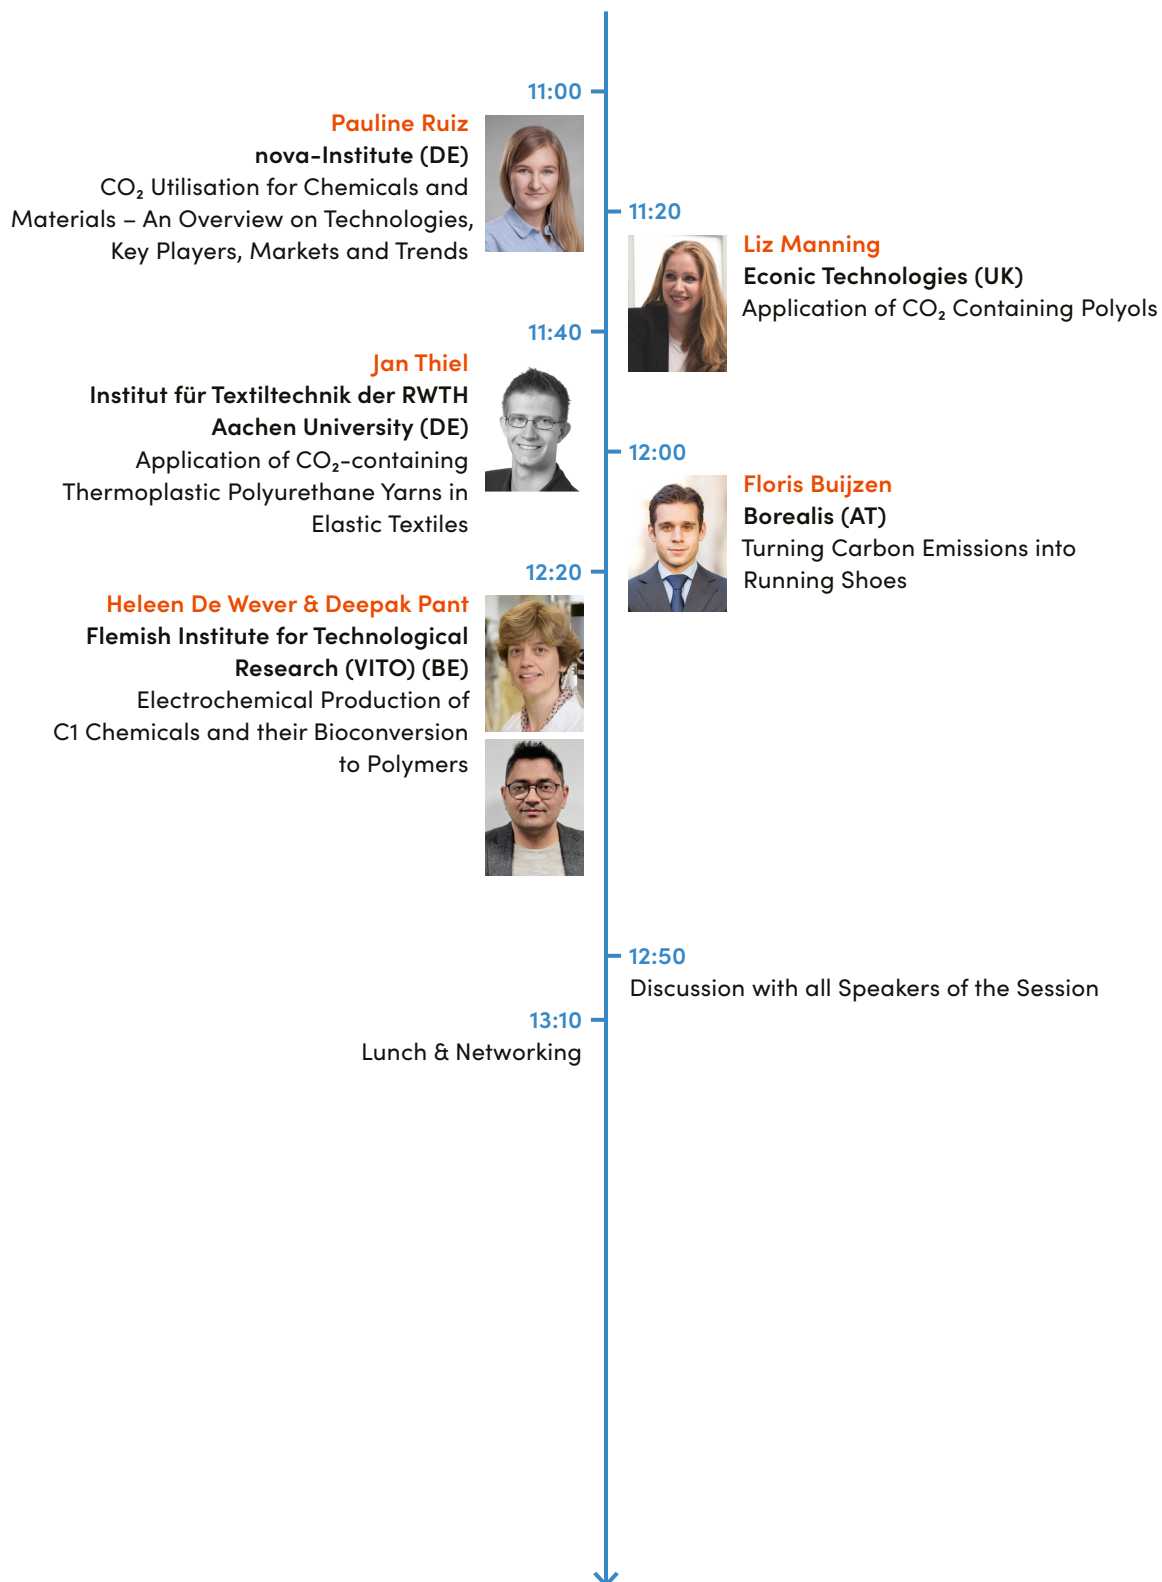 11:00
Pauline Ruiz
nova-Institute (DE)
CO₂ Utilisation for Chemicals and
Materials – An Overview on Technologies,
Key Players, Markets and Trends
11:20
Liz Manning
Econic Technologies (UK)
Application of CO₂ Containing Polyols
11:40
Jan Thiel
Institut für Textiltechnik der RWTH
Aachen University (DE)
Application of CO₂-containing
Thermoplastic Polyurethane Yarns in
Elastic Textiles
12:00
Floris Buijzen
Borealis (AT)
Turning Carbon Emissions into
Running Shoes
12:20
Heleen De Wever & Deepak Pant
Flemish Institute for Technological
Research (VITO) (BE)
Electrochemical Production of
C1 Chemicals and their Bioconversion
to Polymers
12:50
Discussion with all Speakers of the Session
13:10
Lunch & Networking